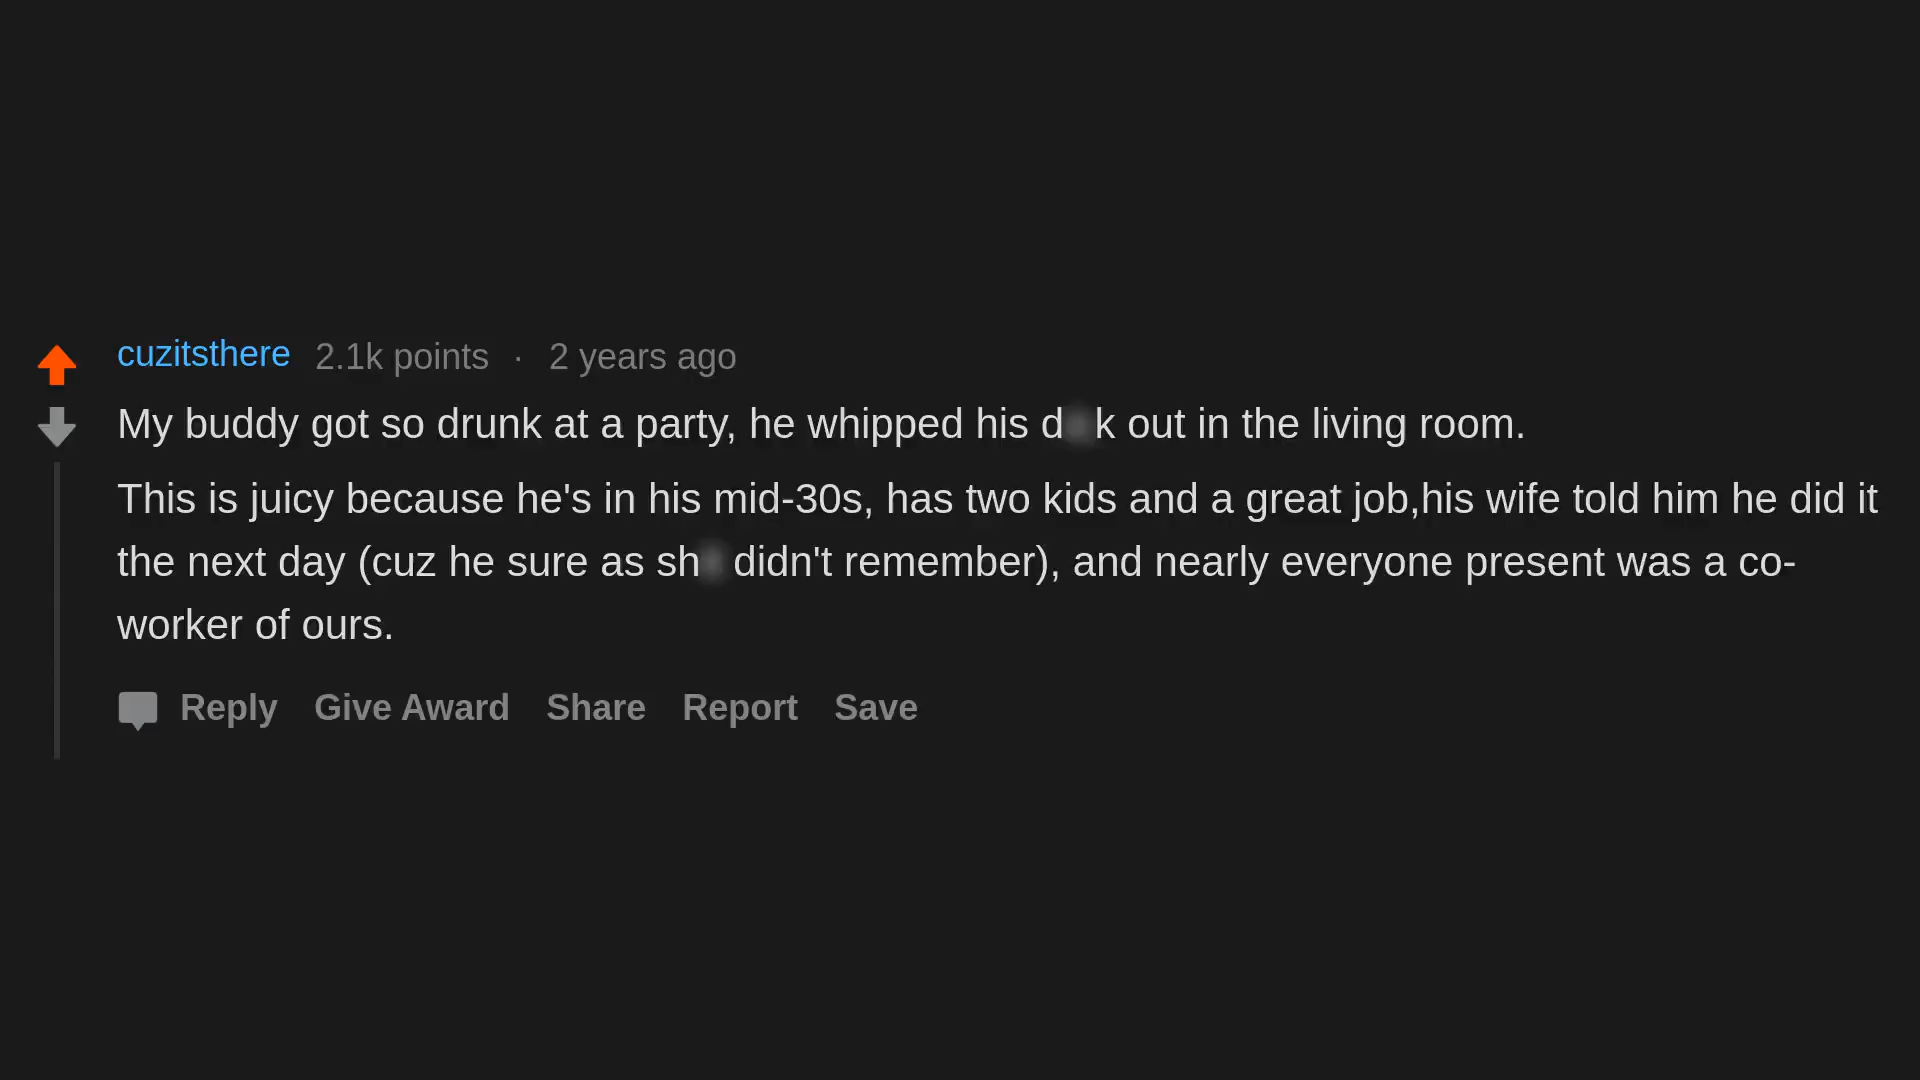 cuzitsthere 2.1k points · 2 years ago
My buddy got so drunk at a party, he whipped his d k out in the living room.
This is juicy because he's in his mid-30s, has two kids and a great job,his wife told him he did it
the next day (cuz he sure as sh didn't remember), and nearly everyone present was a co-
worker of ours.
Reply Give Award Share Report Save